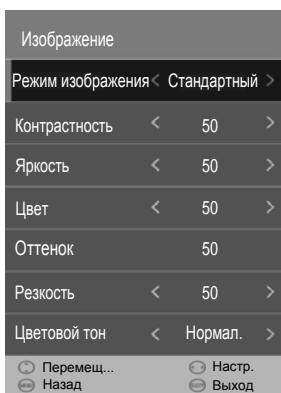 Изображение
Режим изображения < Стандартный >
Контрастность < 50 >
Яркость < 50 >
Цвет < 50 >
Оттенок 50
Резкость < 50 >
Цветовой тон < Нормал. >
Перемещ... Настр.
Назад Выход